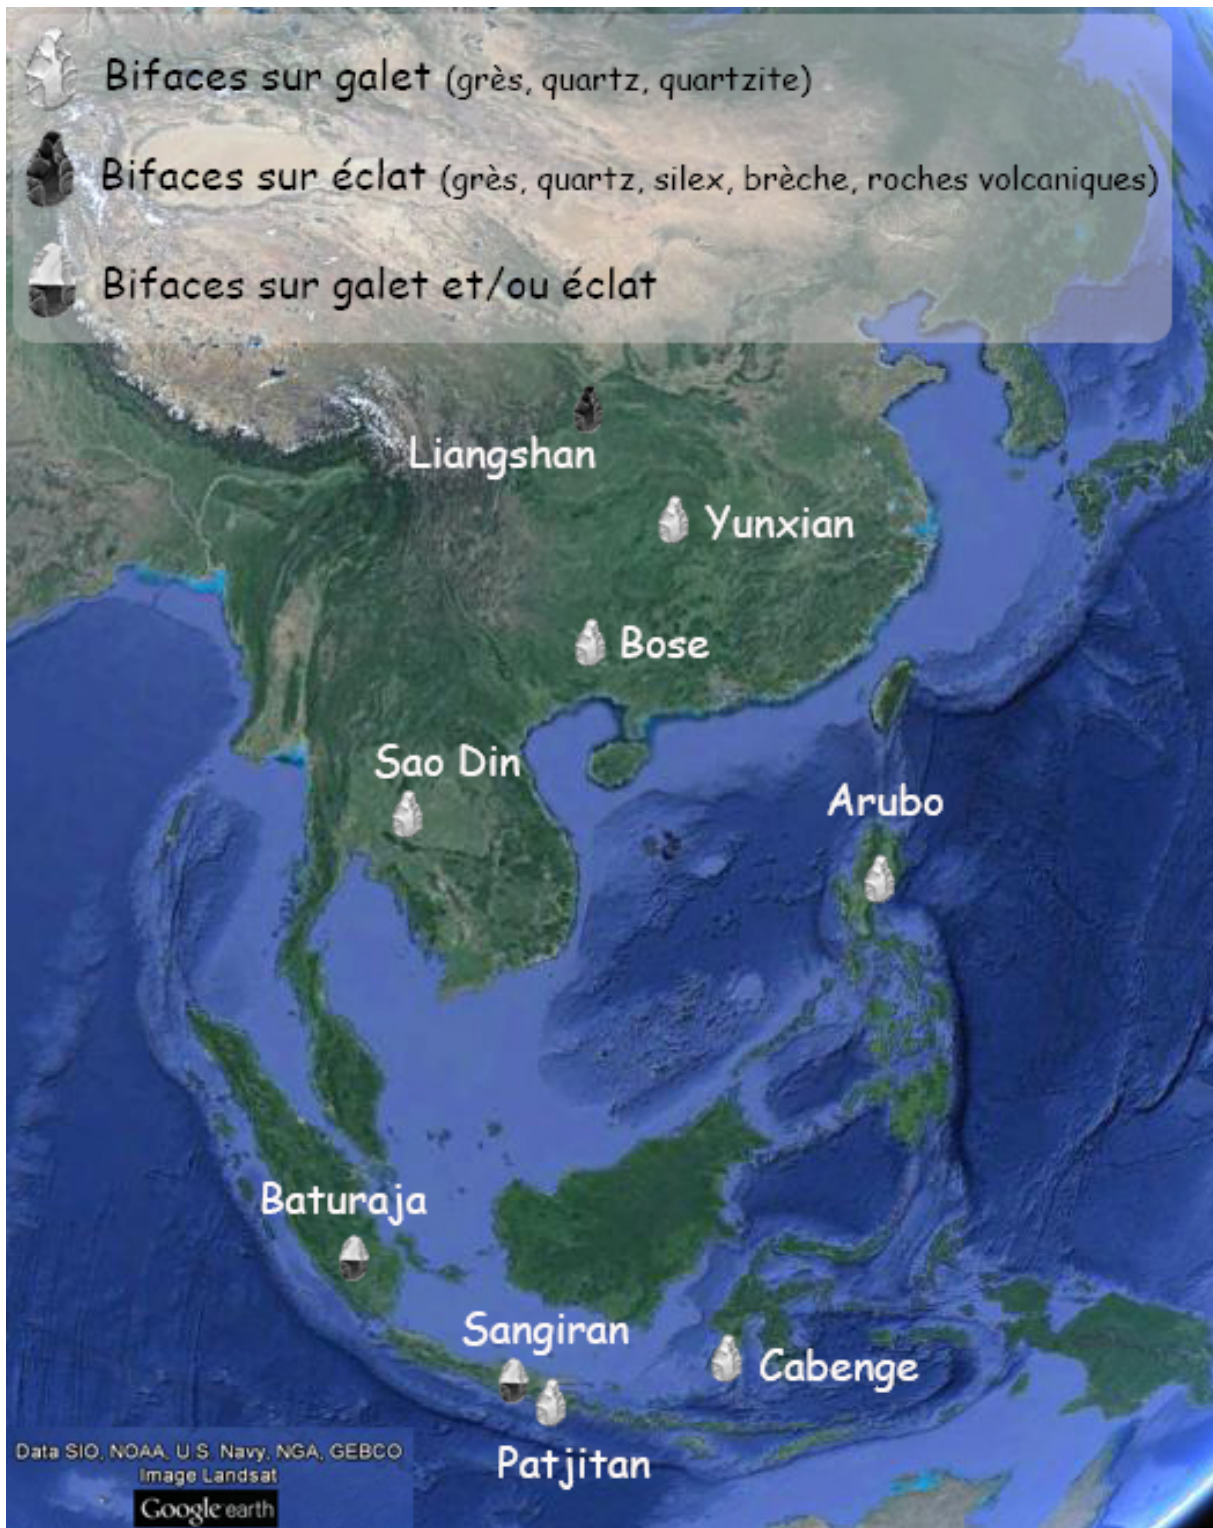 Bifaces sur galet (grès, quartz, quartzite)
Bifaces sur éclat (grès, quartz, silex, brèche, roches volcaniques)
Bifaces sur galet et/ou éclat
Liangshan
Yunxian
Bose
Sao Din
Arubo
Baturaja
Sangiran
Cabenge
Patjitan
Data SIO, NOAA, U.S. Navy, NGA, GEBCO
Image Landsat
Google earth